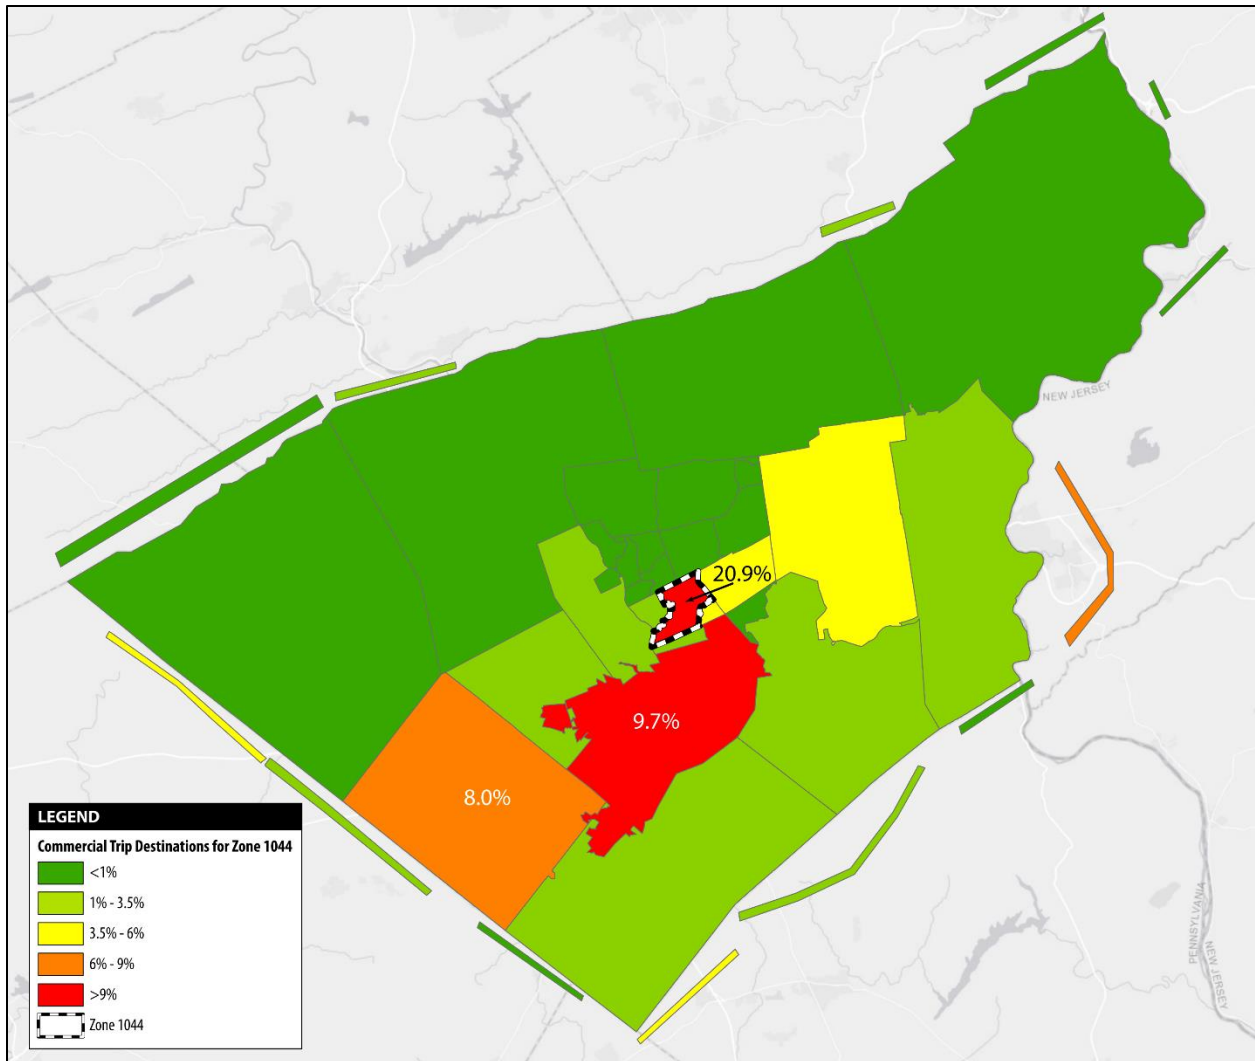 NEW JERSEY
20.9%
9.7%
8.0%
LEGEND
Commercial Trip Destinations for Zone 1044
<1%
1% - 3.5%
3.5% - 6%
6% - 9%
>9%
Zone 1044
PENNSYLVANIA
NEW JERSEY